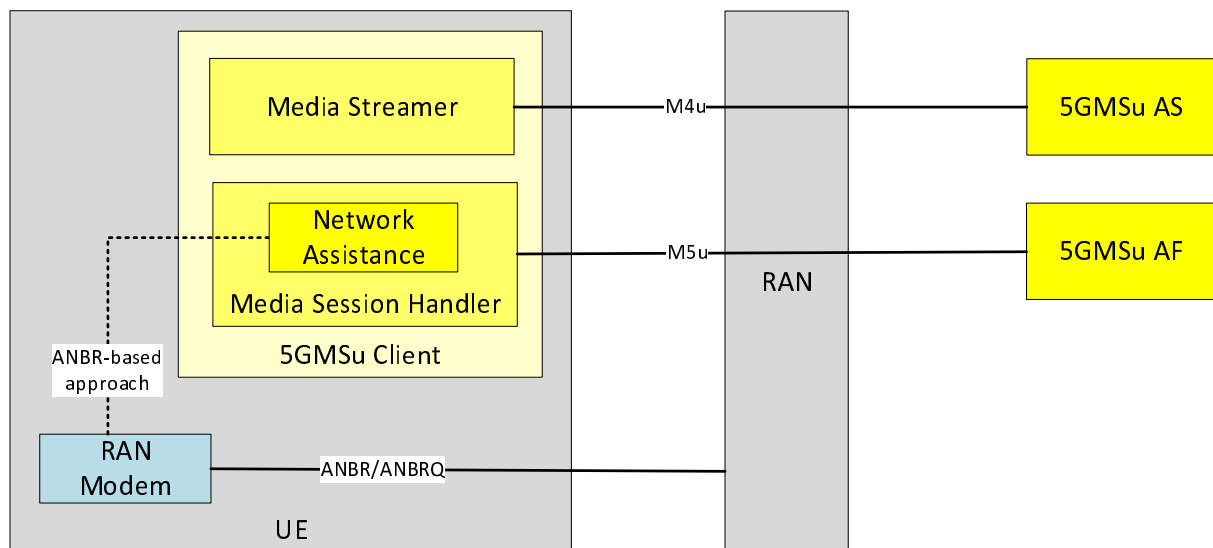 Media Streamer
M4u
5GMSu AS
Network
Assistance
Media Session Handler
M5u
5GMSu AF
RAN
5GMSu Client
ANBR-based
approach
RAN
Modem
ANBR/ANBRQ
UE